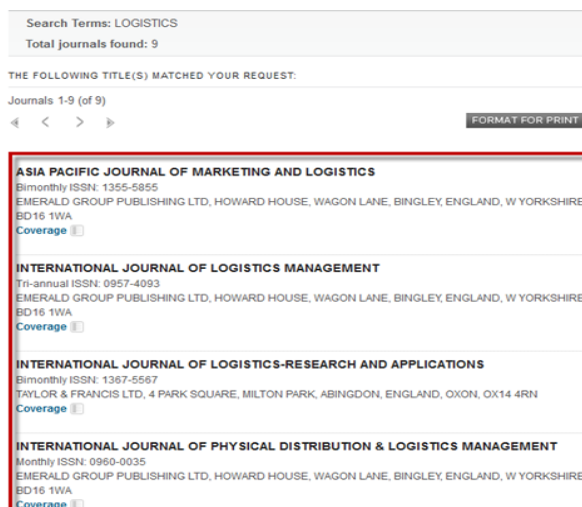 Search Terms: LOGISTICS
Total journals found: 9
THE FOLLOWING TITLE(S) MATCHED YOUR REQUEST:
Journals 1-9 (of 9)
FORMAT FOR PRINT
ASIA PACIFIC JOURNAL OF MARKETING AND LOGISTICS
Bimonthly ISSN: 1355-5855
EMERALD GROUP PUBLISHING LTD, HOWARD HOUSE, WAGON LANE, BINGLEY, ENGLAND, W YORKSHIRE
BD16 1WA
Coverage
INTERNATIONAL JOURNAL OF LOGISTICS MANAGEMENT
Tri-annual ISSN: 0957-4093
EMERALD GROUP PUBLISHING LTD, HOWARD HOUSE, WAGON LANE, BINGLEY, ENGLAND, W YORKSHIRE
BD16 1WA
Coverage
INTERNATIONAL JOURNAL OF LOGISTICS-RESEARCH AND APPLICATIONS
Bimonthly ISSN: 1367-5567
TAYLOR & FRANCIS LTD, 4 PARK SQUARE, MILTON PARK, ABINGDON, ENGLAND, OXON, OX14 4RN
Coverage
INTERNATIONAL JOURNAL OF PHYSICAL DISTRIBUTION & LOGISTICS MANAGEMENT
Monthly ISSN: 0960-0035
EMERALD GROUP PUBLISHING LTD, HOWARD HOUSE, WAGON LANE, BINGLEY, ENGLAND, W YORKSHIRE
BD16 1WA
Coverage